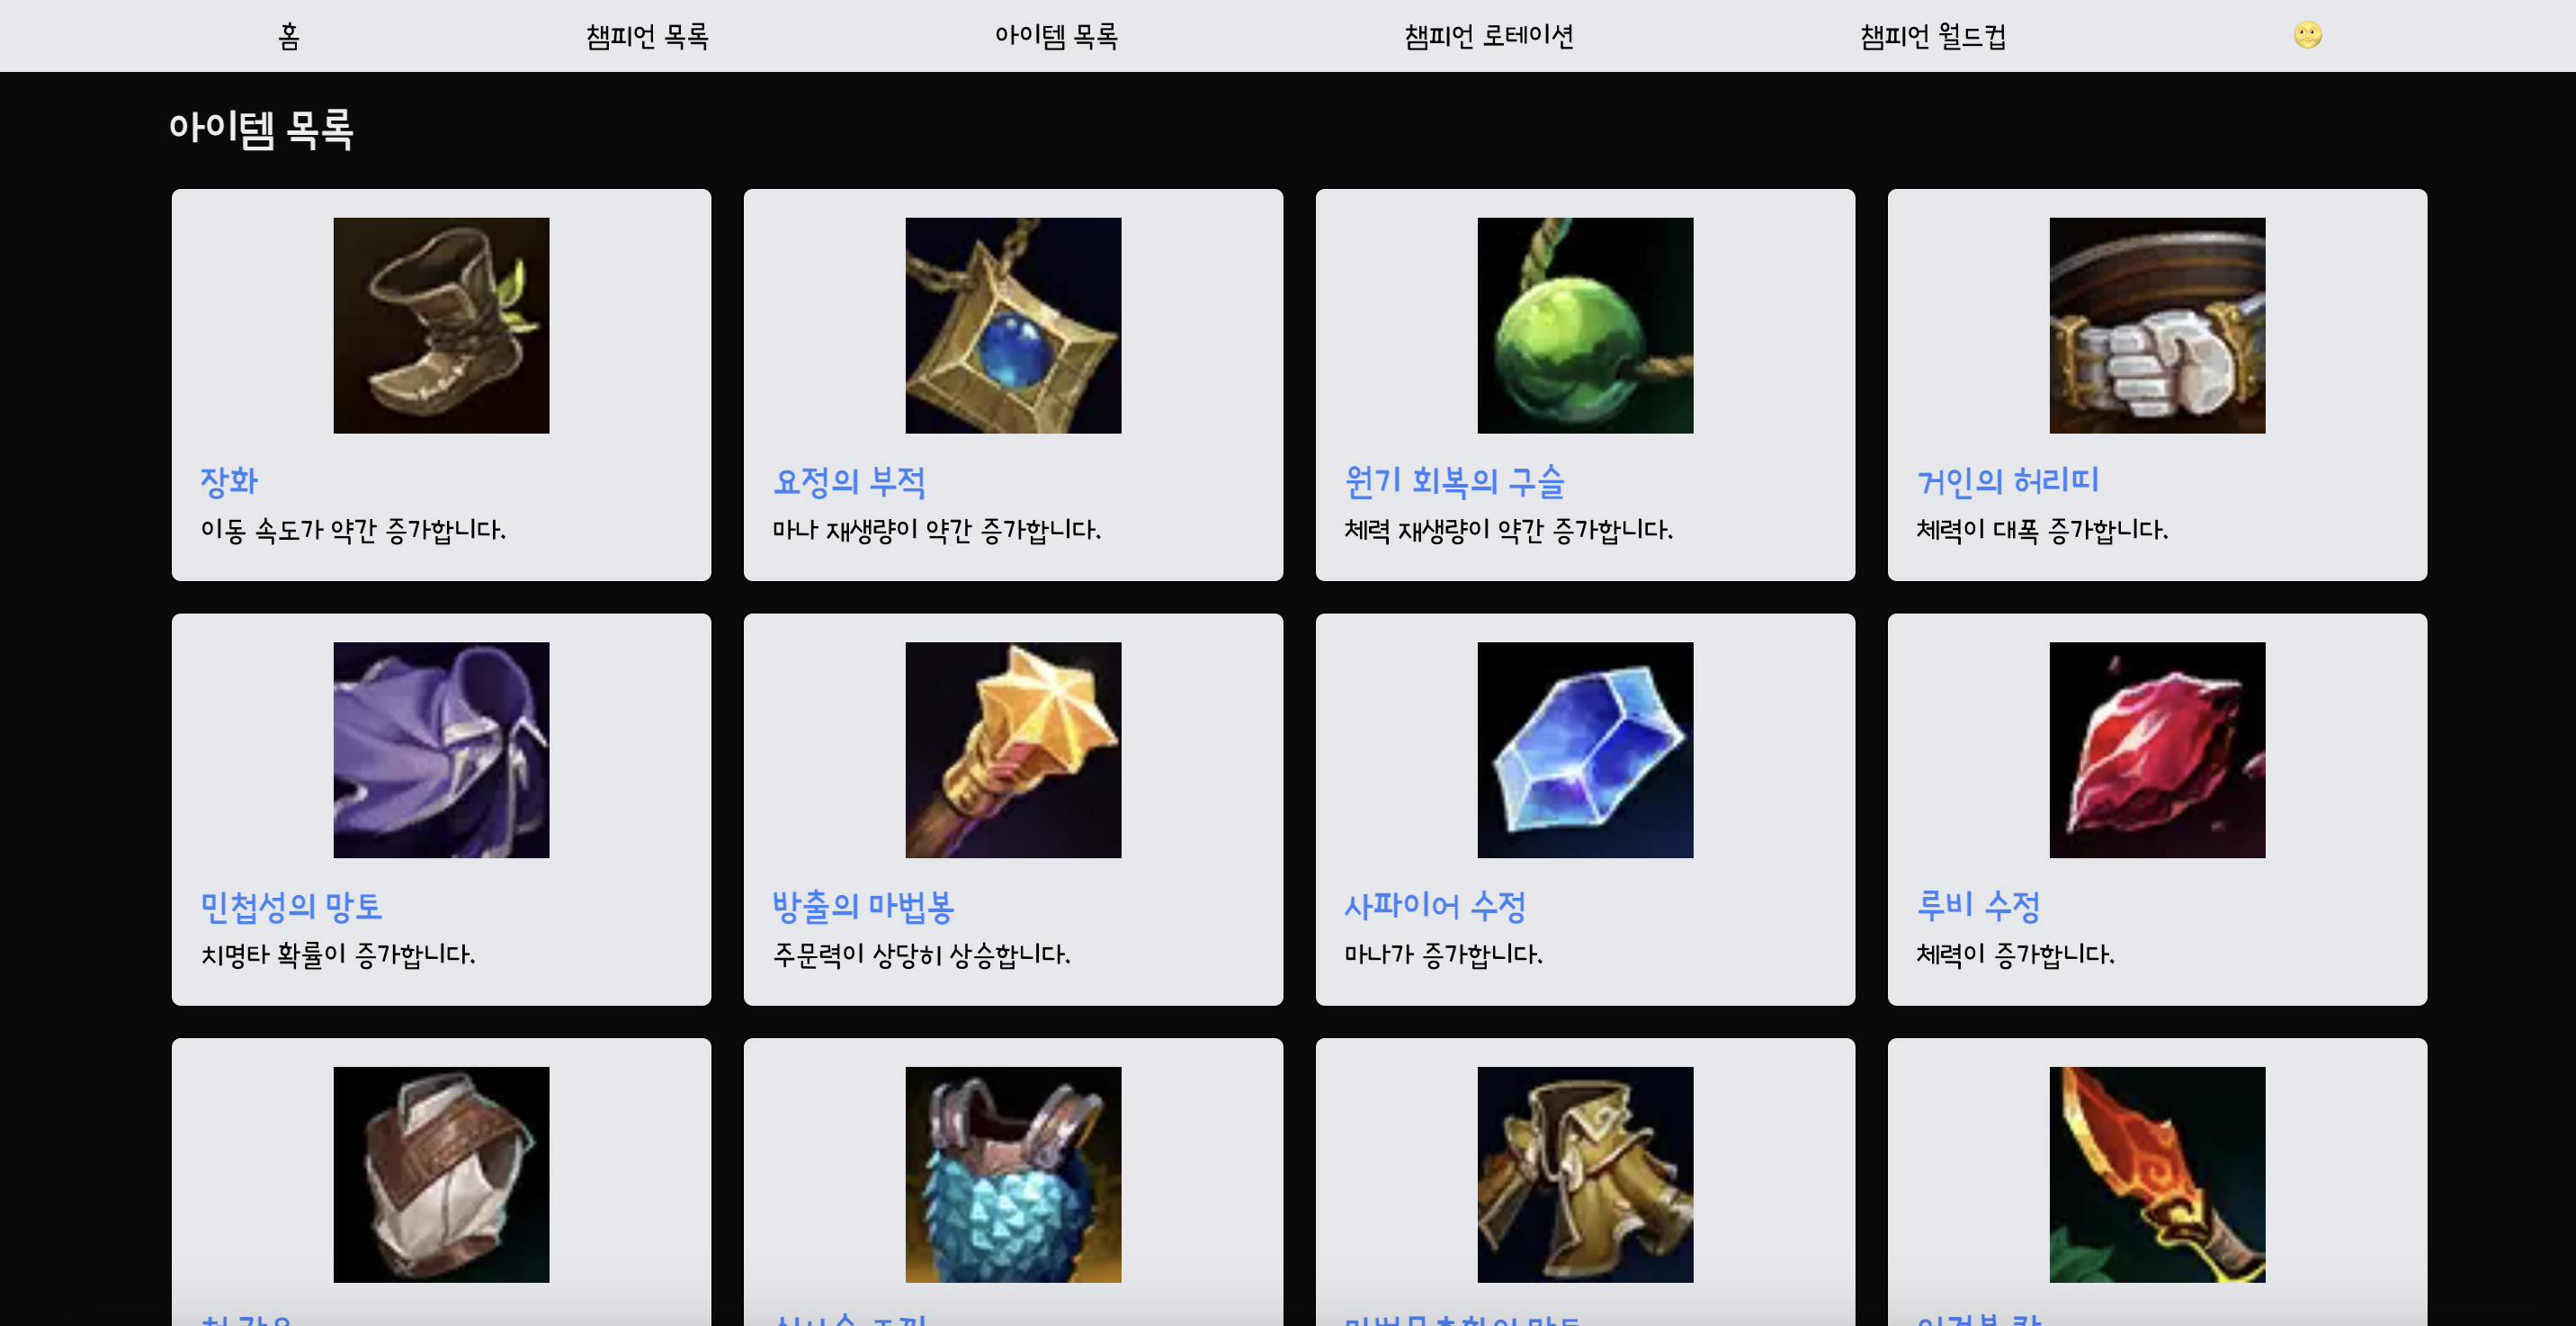 홈 챔피언 목록 아이템 목록 챔피언 로테이션 챔피언 월드컵
아이템 목록
장화
이동 속도가 약간 증가합니다.
요정의 부적
마나 재생량이 약간 증가합니다.
원기 회복의 구슬
체력 재생량이 약간 증가합니다.
거인의 허리띠
체력이 대폭 증가합니다.
민첩성의 망토
치명타 확률이 증가합니다.
방출의 마법봉
주문력이 상당히 상승합니다.
사파이어 수정
마나가 증가합니다.
루비 수정
체력이 증가합니다.